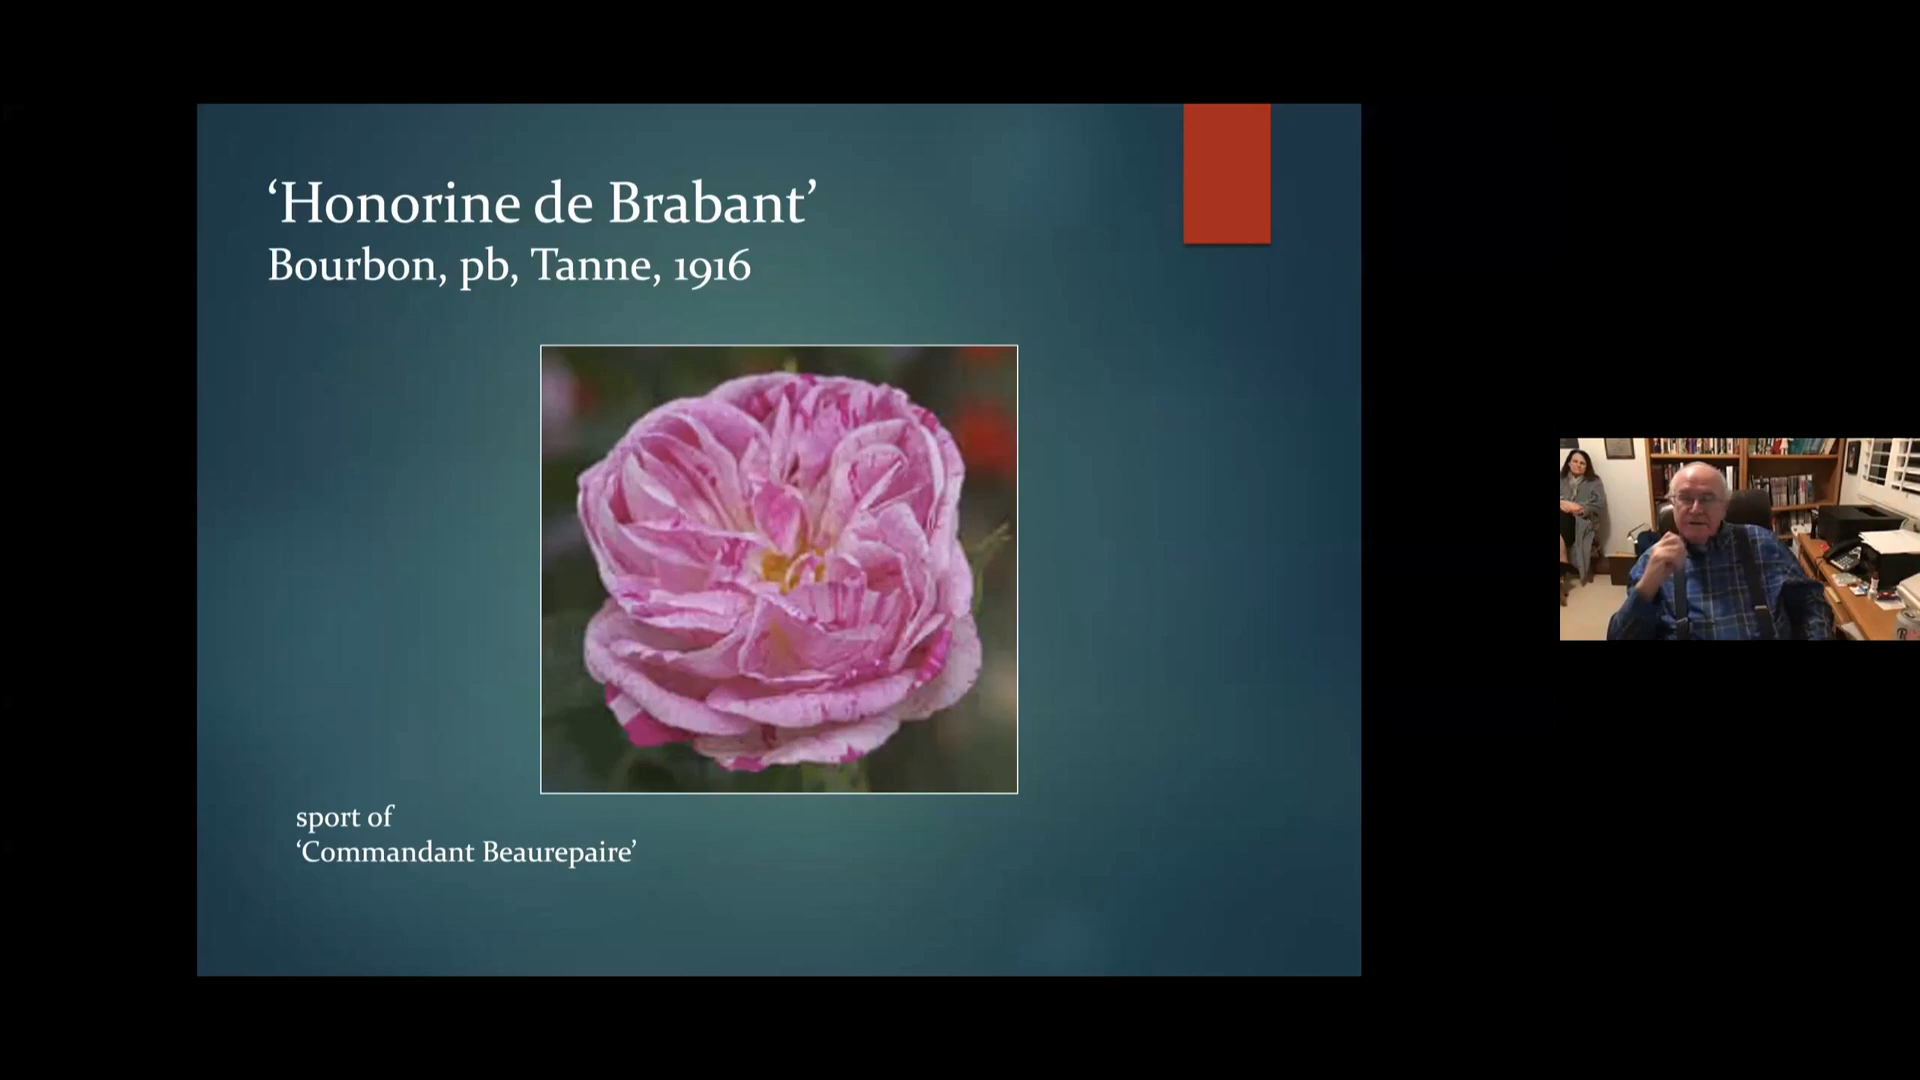 ‘Honorine de Brabant’
Bourbon, pb, Tanne, 1916
sport of
‘Commandant Beaurepaire’